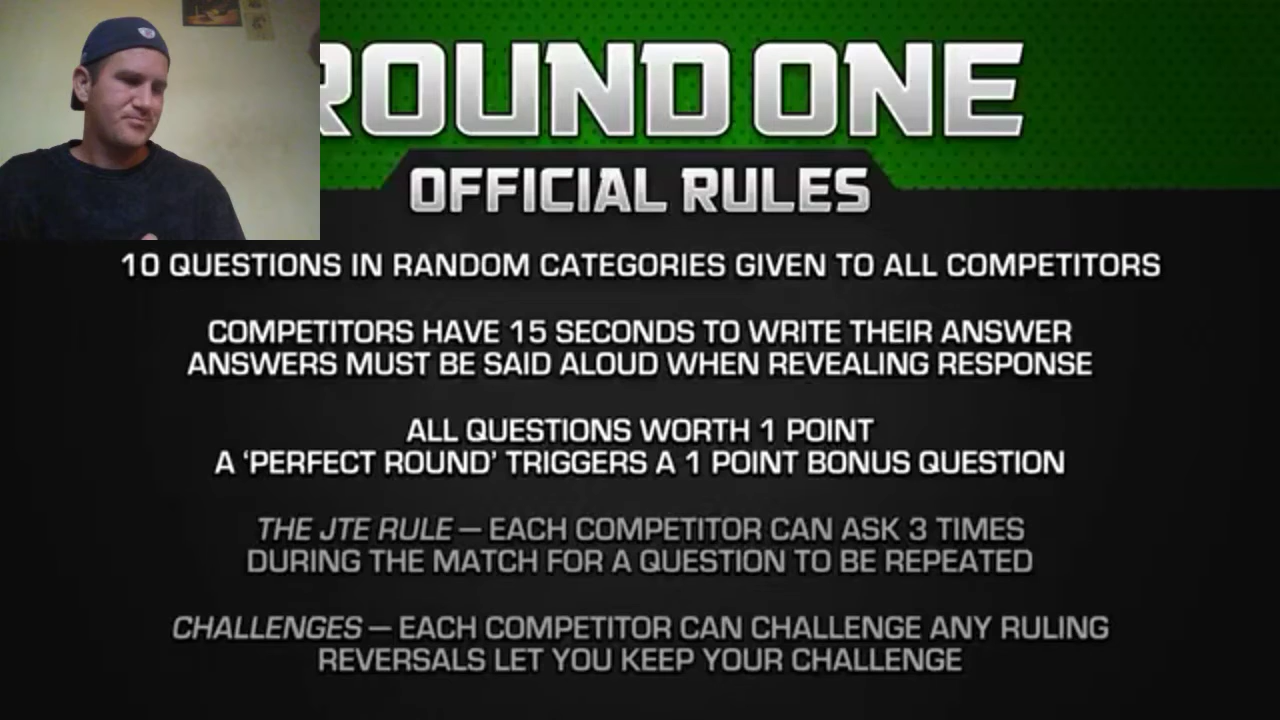 ROUND ONE
OFFICIAL RULES
10 QUESTIONS IN RANDOM CATEGORIES GIVEN TO ALL COMPETITORS
COMPETITORS HAVE 15 SECONDS TO WRITE THEIR ANSWER
ANSWERS MUST BE SAID ALOUD WHEN REVEALING RESPONSE
ALL QUESTIONS WORTH 1 POINT
A ‘PERFECT ROUND’ TRIGGERS A 1 POINT BONUS QUESTION
THE JTE RULE – EACH COMPETITOR CAN ASK 3 TIMES
DURING THE MATCH FOR A QUESTION TO BE REPEATED
CHALLENGES – EACH COMPETITOR CAN CHALLENGE ANY RULING
REVERSALS LET YOU KEEP YOUR CHALLENGE